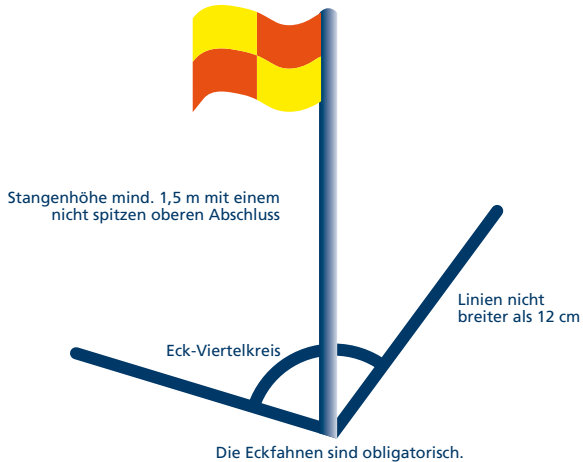 Stangenhöhe mind. 1,5 m mit einem
nicht spitzen oberen Abschluss
Linien nicht
breiter als 12 cm
Eck-Viertelkreis
Die Eckfahnen sind obligatorisch.